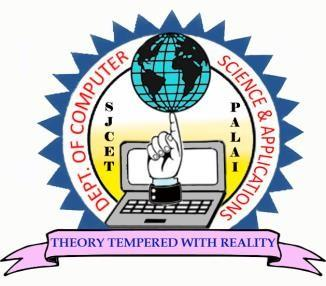 DEPT. OF COMPUTER SCIENCE & APPLICATIONS
SJCET
PALAI
THEORY TEMPERED WITH REALITY